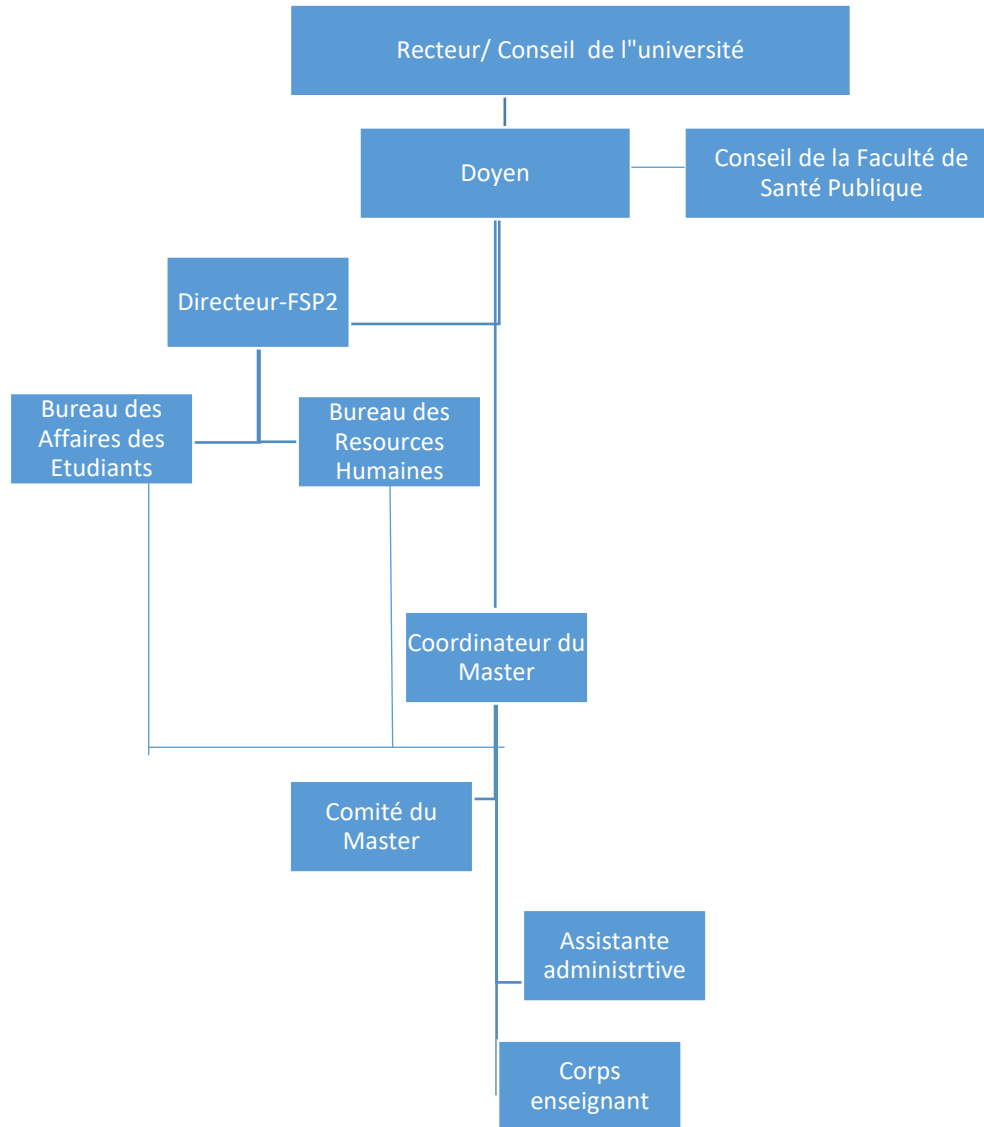 Recteur/ Conseil de l"université
Doyen
Conseil de la Faculté de
Santé Publique
Directeur-FSP2
Bureau des
Affaires des
Etudiants
Bureau des
Resources
Humaines
Coordinateur du
Master
Comité du
Master
Assistante
administrtive
Corps
enseignant